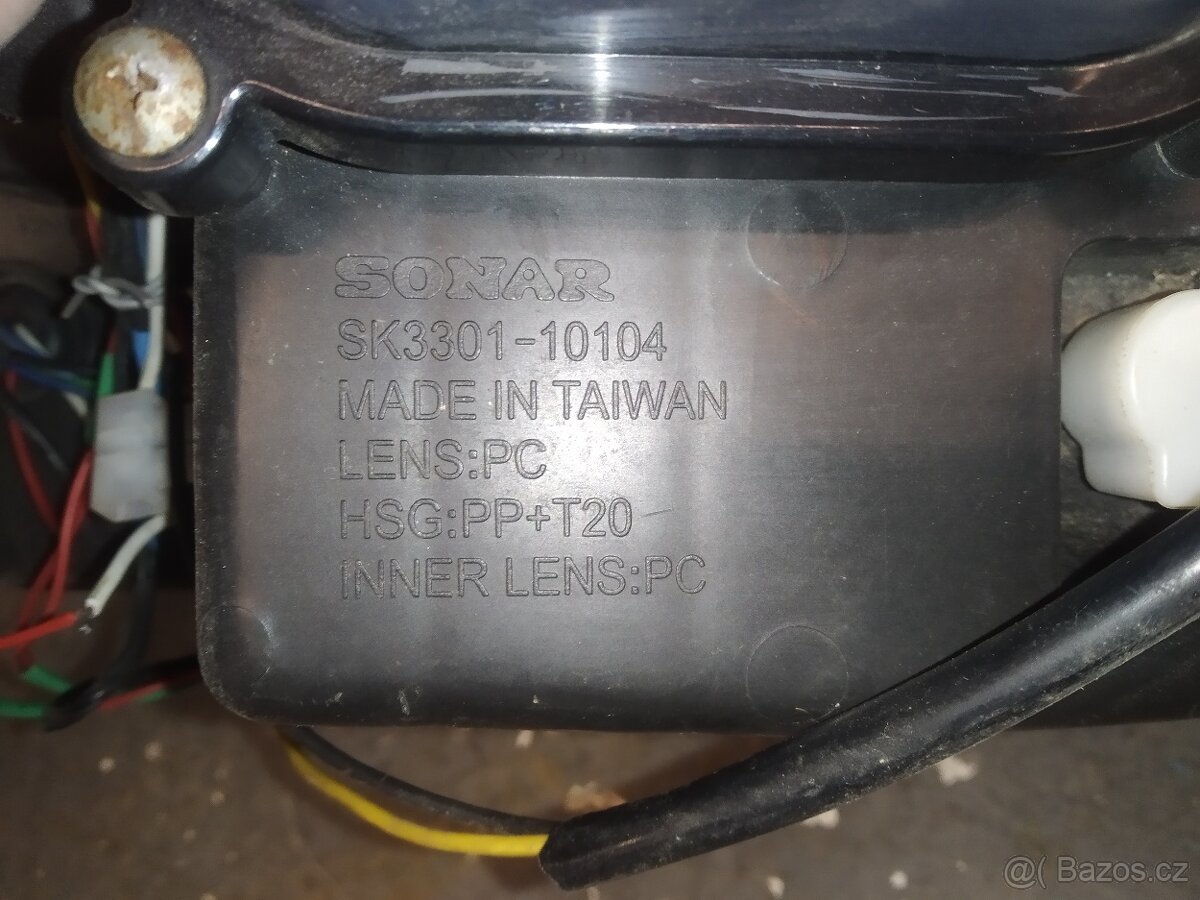 SONAR
SK3301-10104
MADE IN TAIWAN
LENS:PC
HSG:PP+T20
INNER LENS:PC
@( Bazos.cz